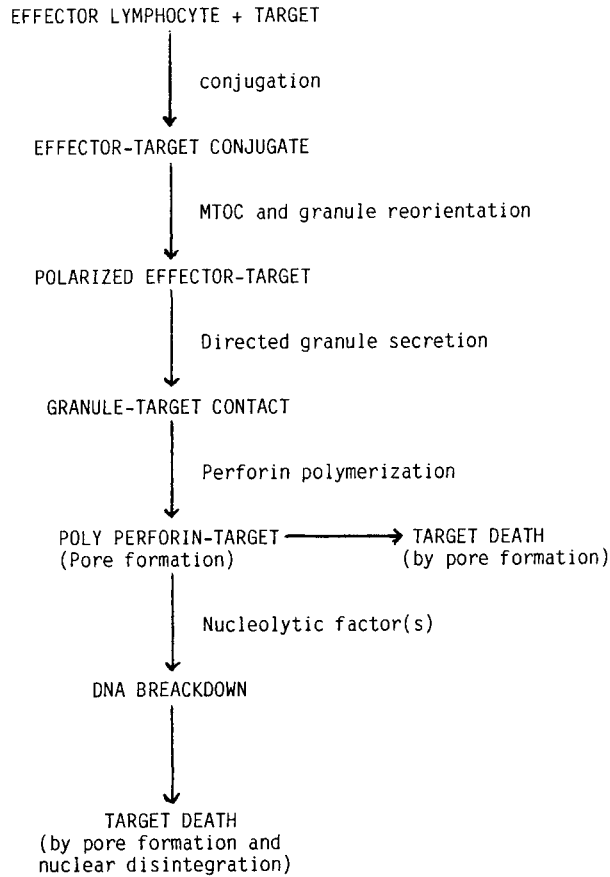 EFFECTOR LYMPHOCYTE + TARGET
conjugation
EFFECTOR-TARGET CONJUGATE
MTOC and granule reorientation
POLARIZED EFFECTOR-TARGET
Directed granule secretion
GRANULE-TARGET CONTACT
Perforin polymerization
POLY PERFORIN-TARGET
(Pore formation)
TARGET DEATH
(by pore formation)
Nucleolytic factor(s)
DNA BREACKDOWN
TARGET DEATH
(by pore formation and
nuclear disintegration)